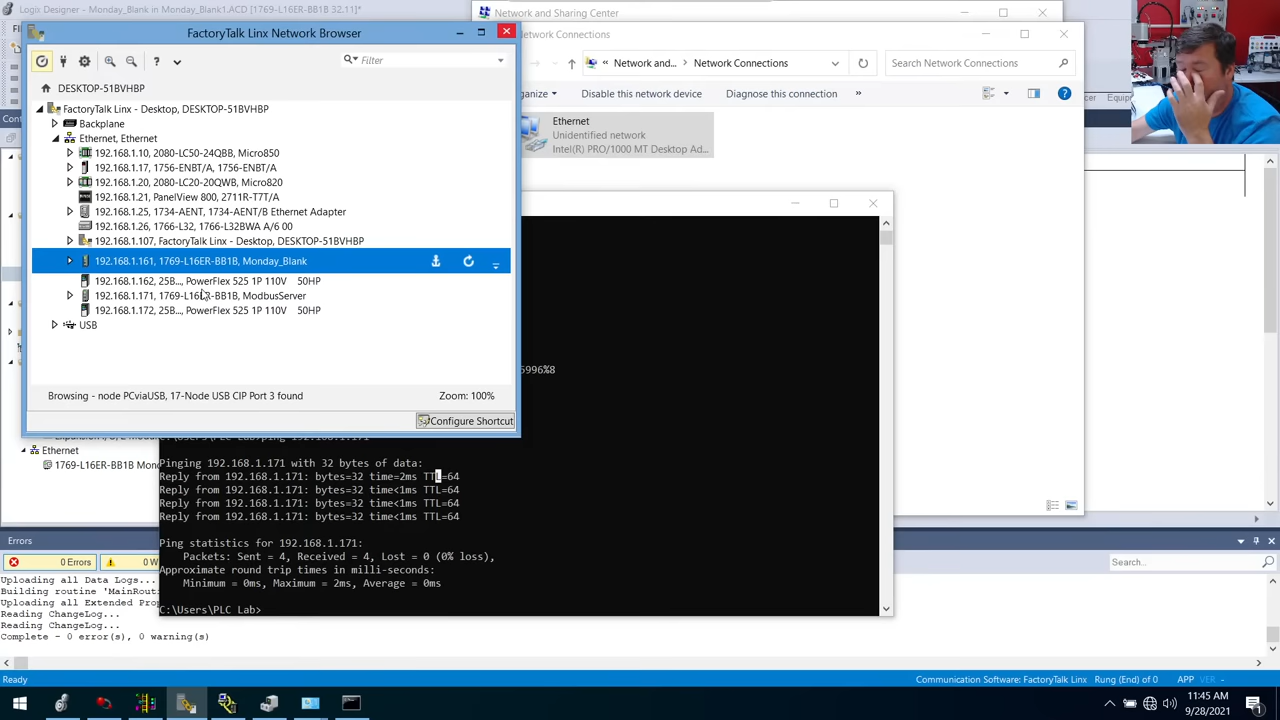 Logix Designer - Monday_Blank in Monday_Blank1.ACD [1769-L16ER-BB1B 32.11]*
Network and Sharing Center
FactoryTalk Linx Network Browser
Network Connections
Filter
Network and...
Network Connections
Search Network Connections
DESKTOP-51BVHBP
Disable this network device
Diagnose this connection
»
FactoryTalk Linx - Desktop, DESKTOP-51BVHBP
Backplane
Ethernet, Ethernet
192.168.1.10, 2080-LC50-24QBB, Micro850
192.168.1.17, 1756-ENBT/A, 1756-ENBT/A
192.168.1.20, 2080-LC20-20QWB, Micro820
192.168.1.21, PanelView 800, 2711R-T7T/A
192.168.1.25, 1734-AENT, 1734-AENT/B Ethernet Adapter
192.168.1.26, 1766-L32, 1766-L32BWA A/6 00
192.168.1.107, FactoryTalk Linx - Desktop, DESKTOP-51BVHBP
192.168.1.161, 1769-L16ER-BB1B, Monday_Blank
192.168.1.162, 25B..., PowerFlex 525 1P 110V 50HP
192.168.1.171, 1769-L16ER-BB1B, ModbusServer
192.168.1.172, 25B..., PowerFlex 525 1P 110V 50HP
USB
Browsing - node PCviaUSB, 17-Node USB CIP Port 3 found
Zoom: 100%
Configure Shortcut
Ethernet
Unidentified network
Intel(R) PRO/1000 MT Desktop Ad...
5996%8
Ethernet
1769-L16ER-BB1B Mon
Pinging 192.168.1.171 with 32 bytes of data:
Reply from 192.168.1.171: bytes=32 time=2ms TTL=64
Reply from 192.168.1.171: bytes=32 time<1ms TTL=64
Reply from 192.168.1.171: bytes=32 time<1ms TTL=64
Reply from 192.168.1.171: bytes=32 time<1ms TTL=64
Ping statistics for 192.168.1.171:
Packets: Sent = 4, Received = 4, Lost = 0 (0% loss),
Approximate round trip times in milli-seconds:
Minimum = 0ms, Maximum = 2ms, Average = 0ms
C:\Users\PLC Lab>
Errors
0 Errors
0 W
Search...
Uploading all Data Logs...
Building routine 'MainRout
Uploading all Extended Prop
Reading ChangeLog...
Reading ChangeLog...
Complete - 0 error(s), 0 warning(s)
Ready
Communication Software: FactoryTalk Linx
Rung (End) of 0
APP
VER
11:45 AM
9/28/2021
1